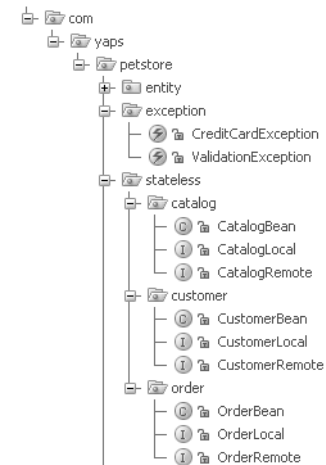 com
yaps
petstore
entity
exception
CreditCardException
ValidationException
stateless
catalog
CatalogBean
CatalogLocal
CatalogRemote
customer
CustomerBean
CustomerLocal
CustomerRemote
order
OrderBean
OrderLocal
OrderRemote